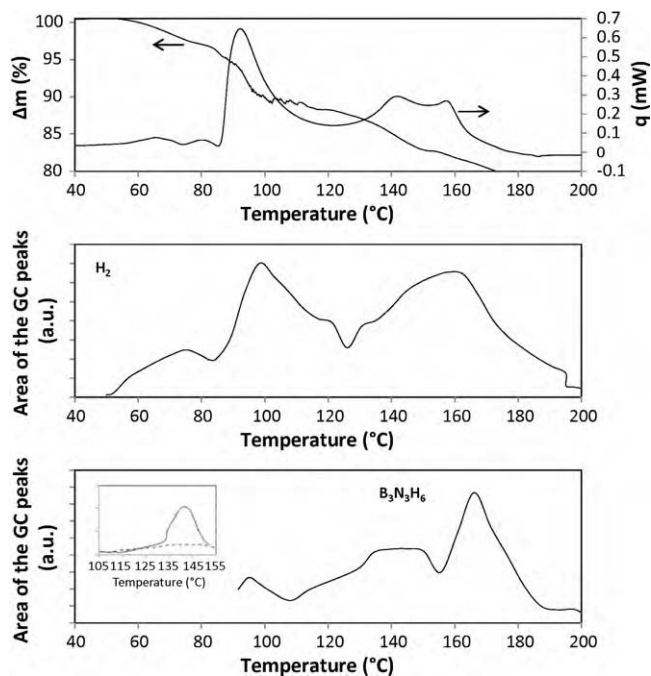 100
95
90
85
80
Δm (%)
0.7
0.6
0.5
0.4
0.3
0.2
0.1
0
-0.1
q (mW)
40 60 80 100 120 140 160 180 200
Temperature (°C)
H2
Area of the GC peaks
(a.u.)
40 60 80 100 120 140 160 180 200
Temperature (°C)
B3N3H6
105 115 125 135 145 155
Temperature (°C)
Area of the GC peaks
(a.u.)
40 60 80 100 120 140 160 180 200
Temperature (°C)